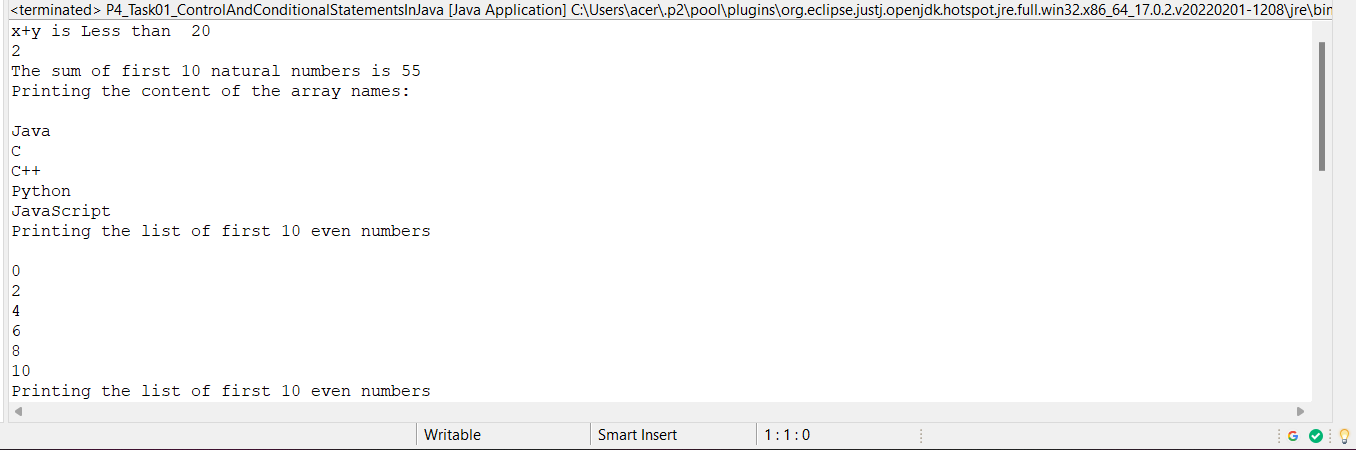 <terminated> P4_Task01_ControlAndConditionalStatementsInJava [Java Application] C:\Users\acer\.p2\pool\plugins\org.eclipse.justj.openjdk.hotspot.jre.full.win32.x86_64_17.0.2.v20220201-1208\jre\bin
x+y is Less than  20
2
The sum of first 10 natural numbers is 55
Printing the content of the array names:
Java
C
C++
Python
JavaScript
Printing the list of first 10 even numbers
0
2
4
6
8
10
Printing the list of first 10 even numbers
Writable
Smart Insert
1 : 1 : 0
G